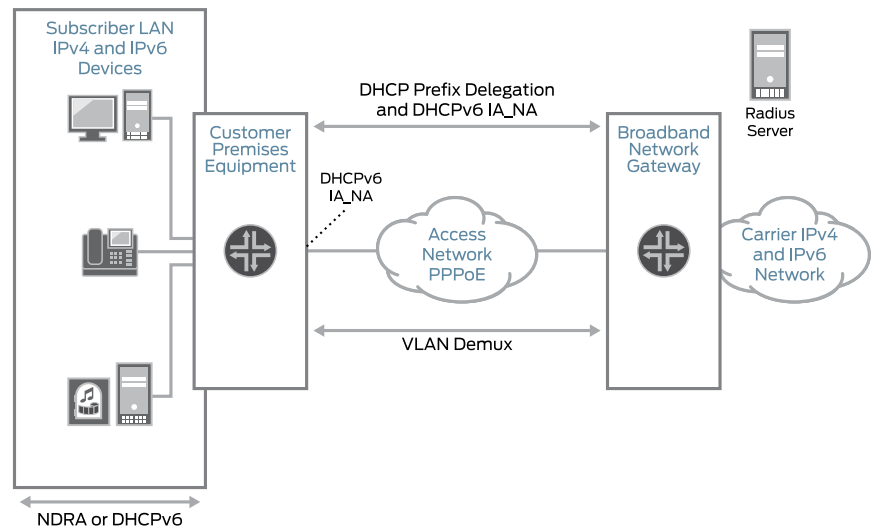 Subscriber LAN
IPv4 and IPv6
Devices
Customer
Premises
Equipment
DHCP Prefix Delegation
and DHCPv6 IA_NA
DHCPv6
IA_NA
Access
Network
PPPoE
VLAN Demux
Broadband
Network
Gateway
Radius
Server
Carrier IPv4
and IPv6
Network
NDRA or DHCPv6